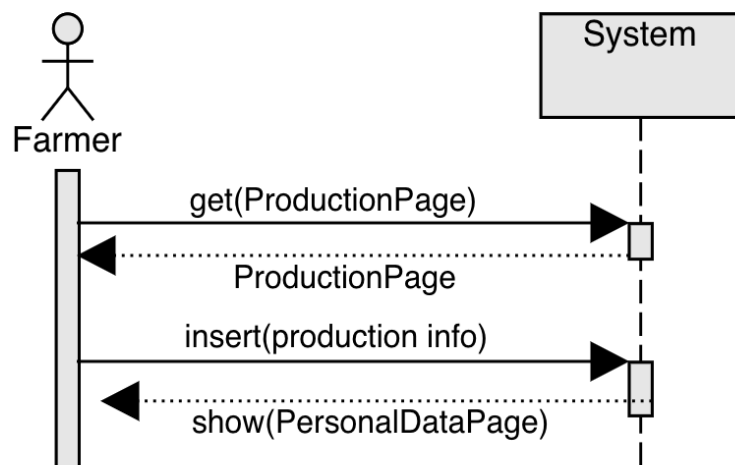 System
Farmer
get(ProductionPage)
ProductionPage
insert(production info)
show(PersonalDataPage)